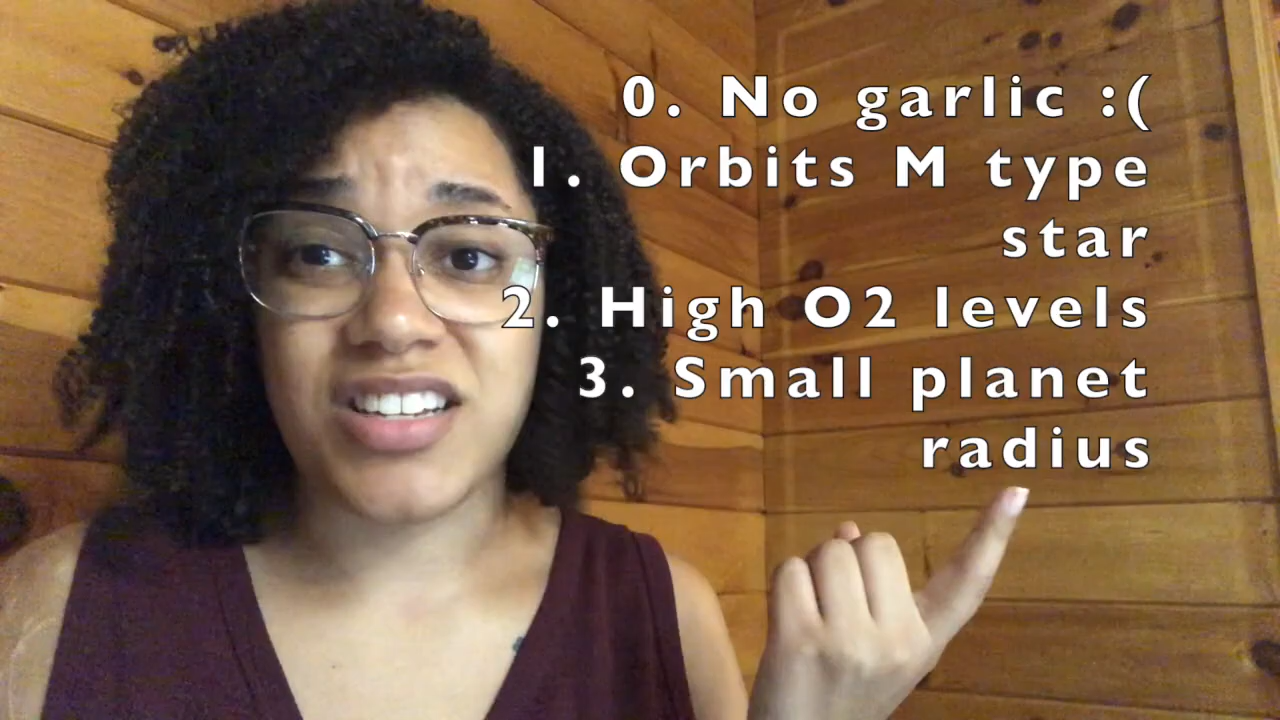 0. No garlic :(
1. Orbits M type
star
2. High O2 levels
3. Small planet
radius